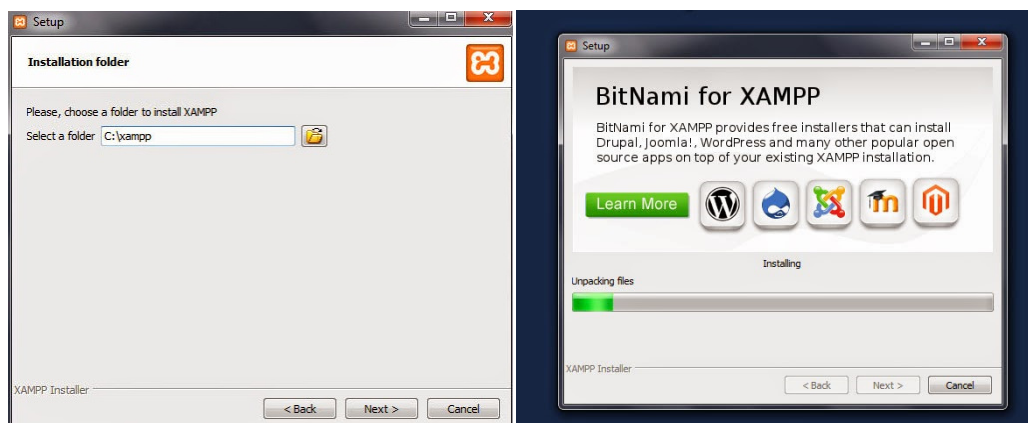 Setup
Installation folder
Please, choose a folder to install XAMPP
Select a folder C:\xampp
XAMPP Installer
< Back Next > Cancel
Setup
BitNami for XAMPP
BitNami for XAMPP provides free installers that can install
Drupal, Joomla!, WordPress and many other popular open
source apps on top of your existing XAMPP installation.
Learn More
Installing
Unpacking files
XAMPP Installer
< Back Next > Cancel